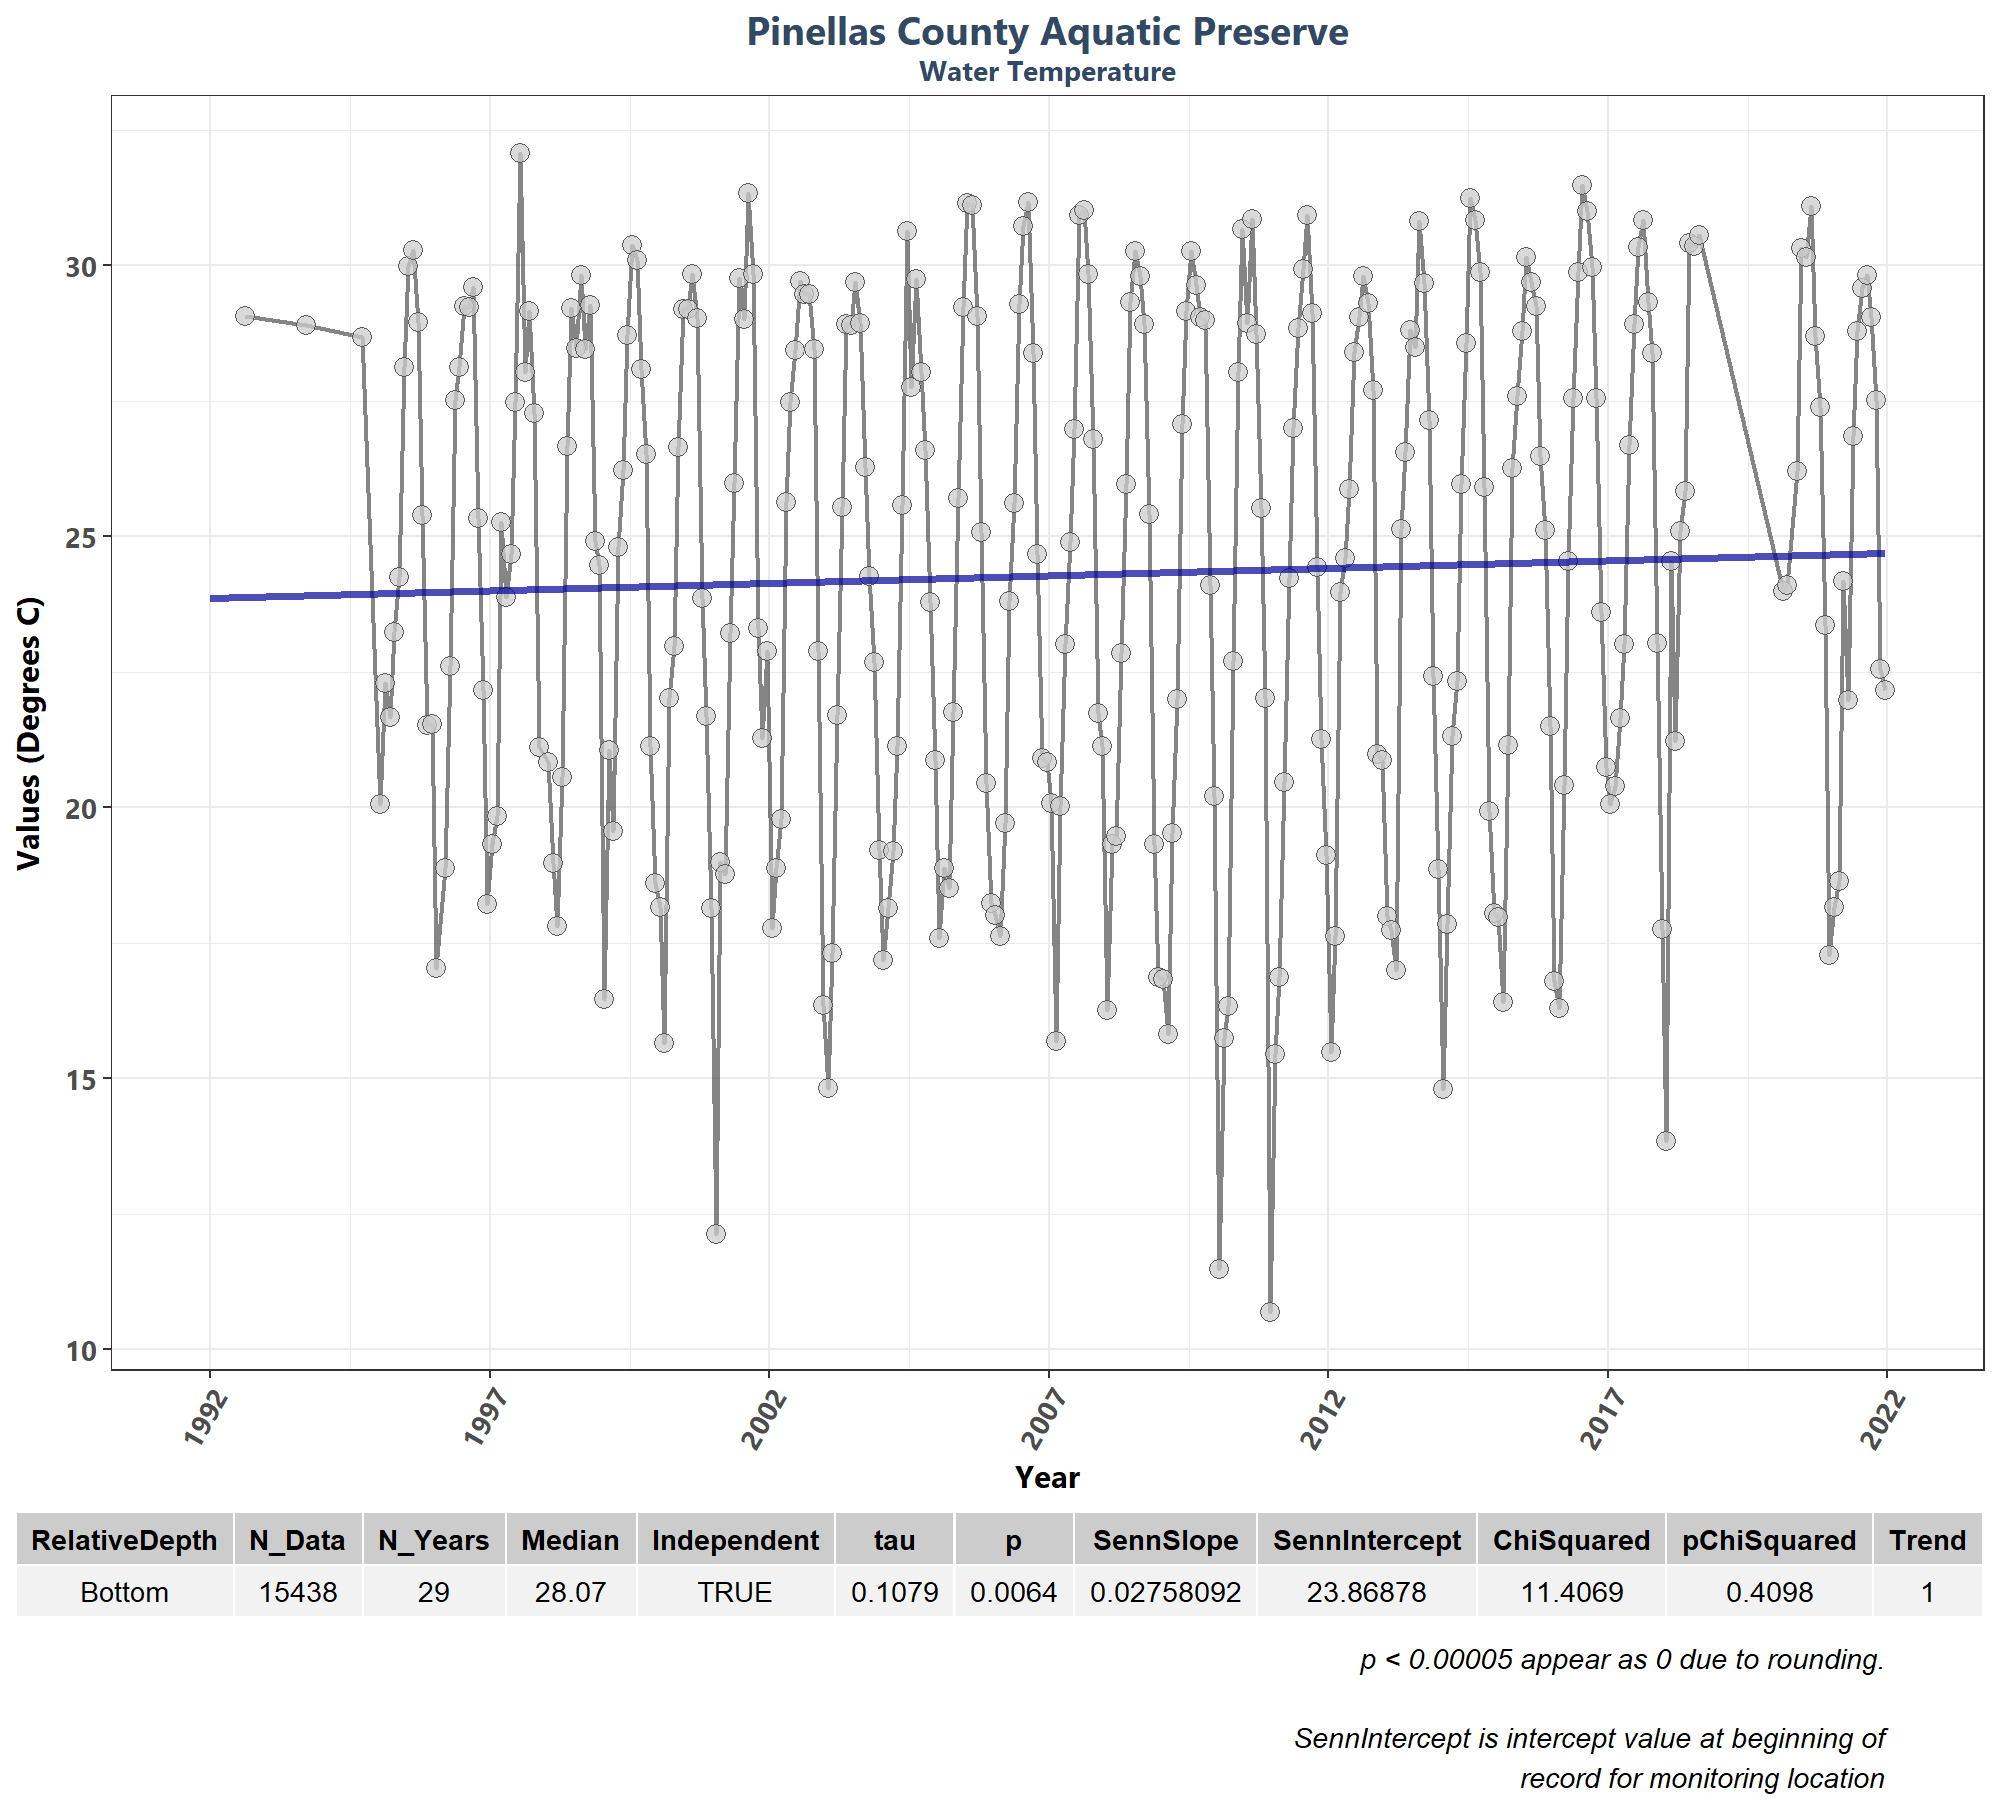 Pinellas County Aquatic Preserve
Water Temperature
Values (Degrees C)
30
25
20
15
10
1992 1997 2002 2007 2012 2017 2022
Year
RelativeDepth N_Data N_Years Median Independent tau p SennSlope SennIntercept ChiSquared pChiSquared Trend
Bottom 15438 29 28.07 TRUE 0.1079 0.0064 0.02758092 23.86878 11.4069 0.4098 1
p < 0.00005 appear as 0 due to rounding.
SennIntercept is intercept value at beginning of
record for monitoring location